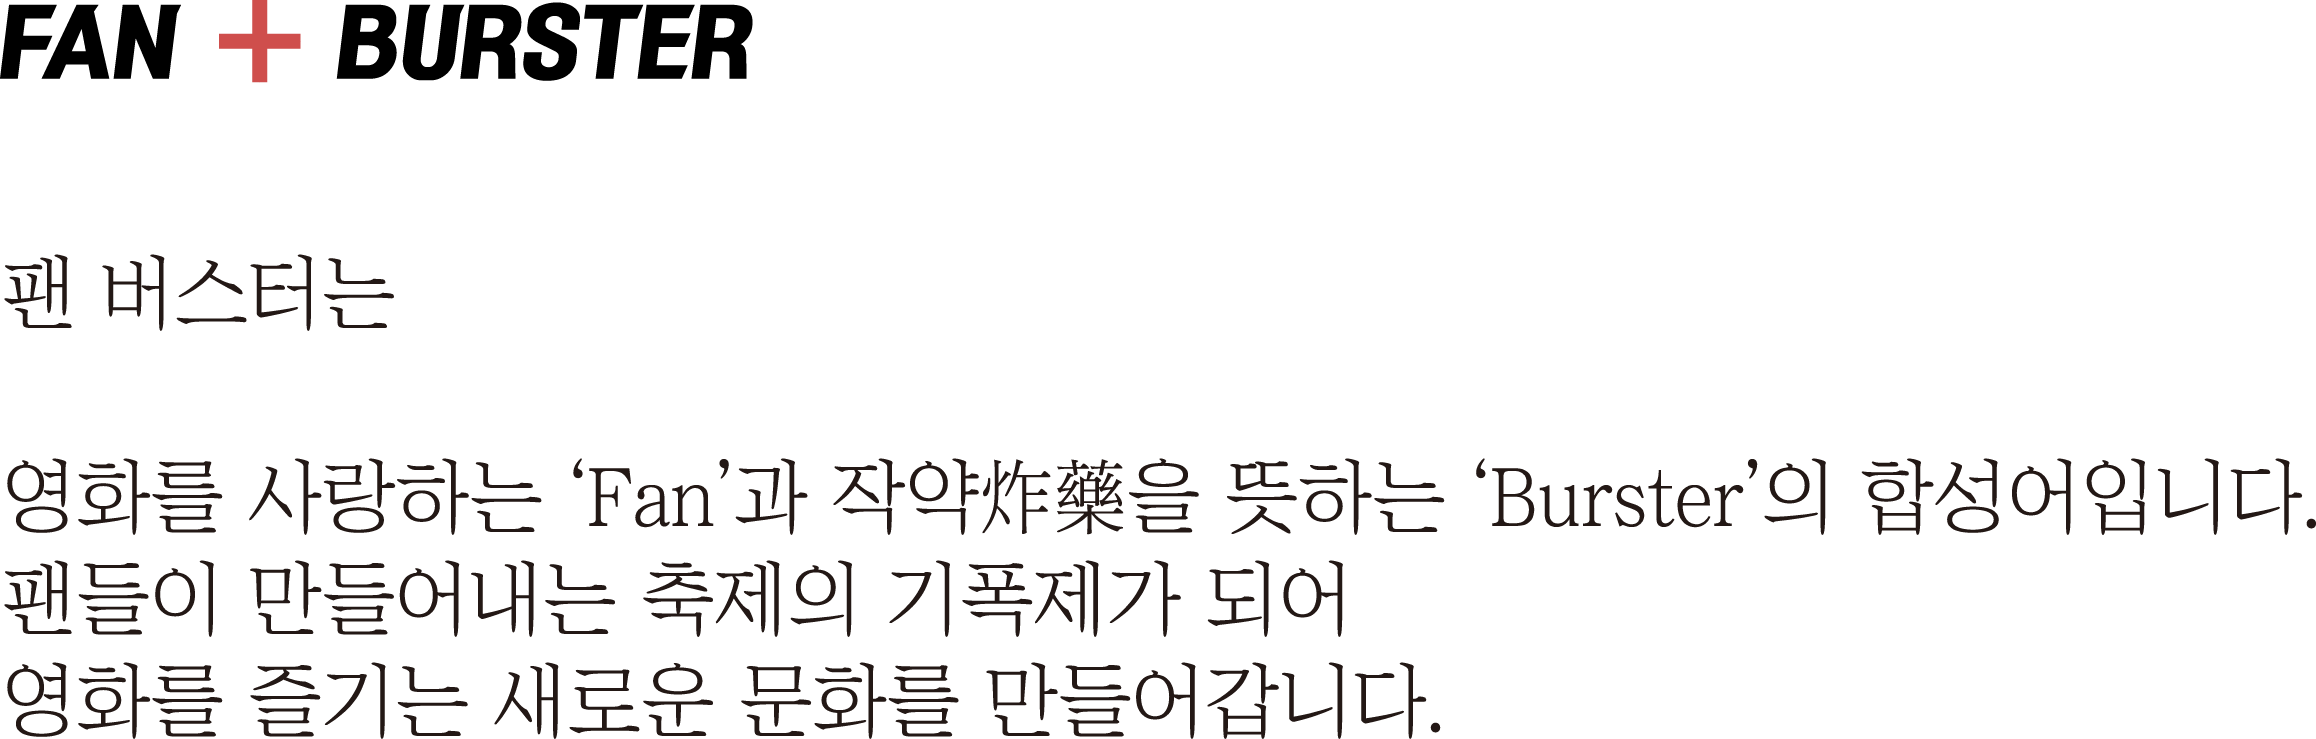 FAN + BURSTER
팬 버스터는
영화를 사랑하는 ‘Fan’과 작약炸藥을 뜻하는 ‘Burster’의 합성어입니다.
팬들이 만들어내는 축제의 기폭제가 되어
영화를 즐기는 새로운 문화를 만들어갑니다.